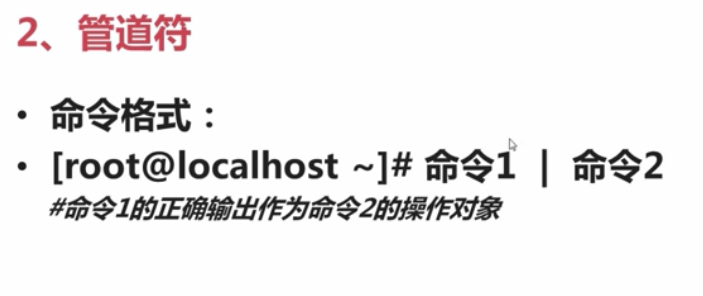 2、管道符
• 命令格式：
• [root@localhost ~]# 命令1 | 命令2
#命令1的正确输出作为命令2的操作对象